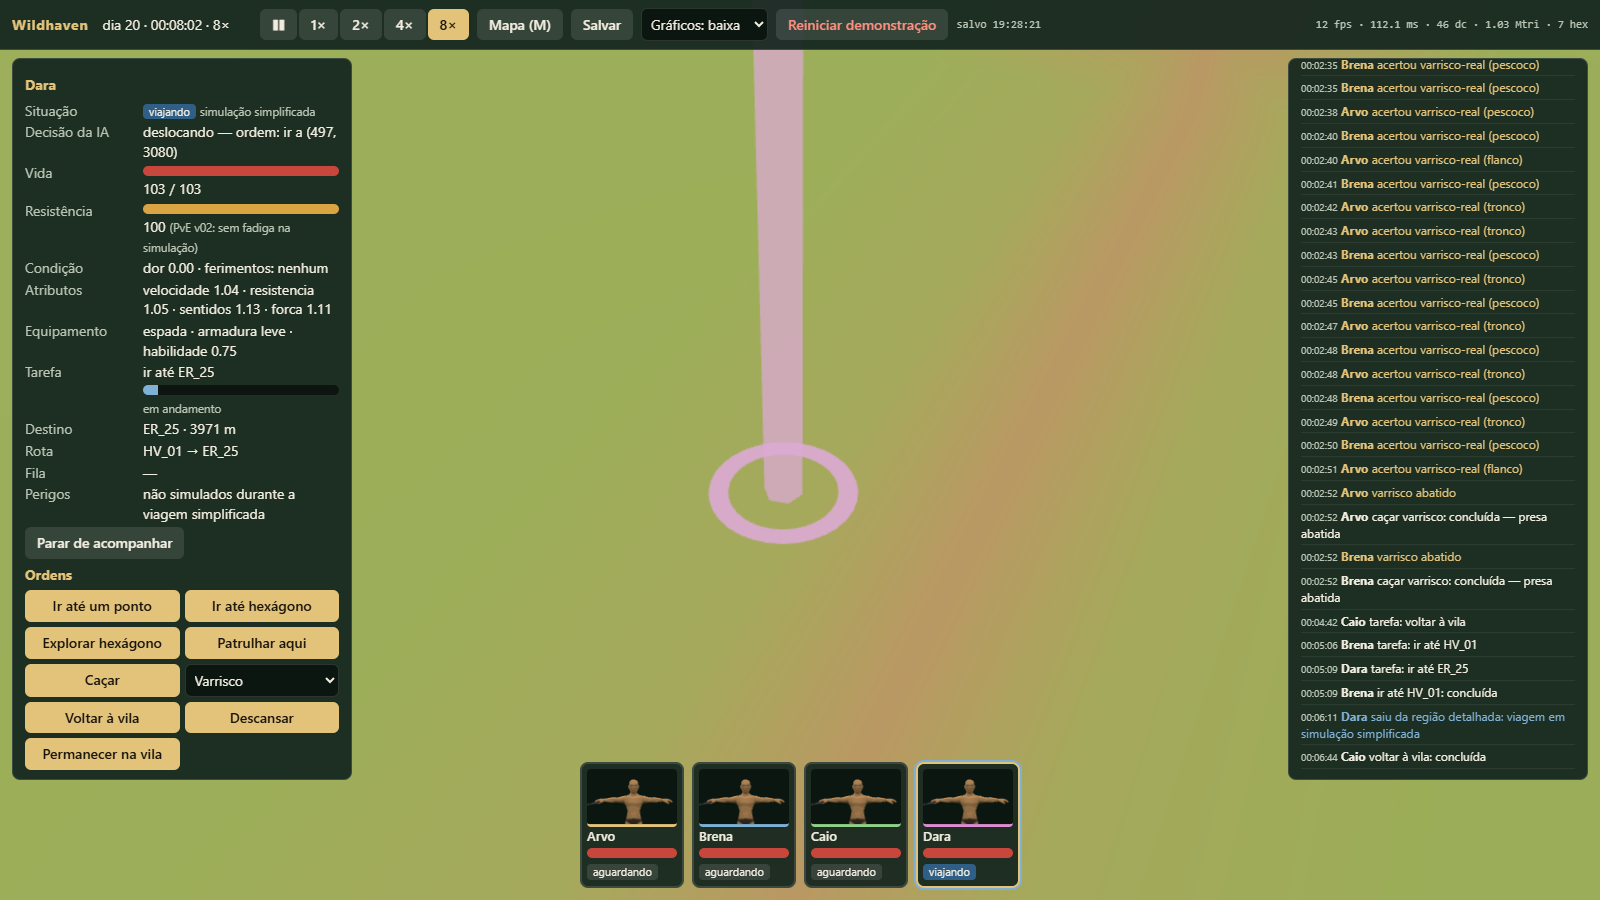 Wildhaven dia 20 · 00:08:02 · 8× 1× 2× 4× 8× Mapa (M) Salvar Gráficos: baixa Reiniciar demonstração salvo 19:28:21 12 fps · 112.1 ms · 46 dc · 1.03 Mtri · 7 hex
Dara
Situação viajando simulação simplificada
Decisão da IA deslocando — ordem: ir a (497,
3080)
Vida
103 / 103
Resistência
100 (PvE v02: sem fadiga na
simulação)
Condição dor 0.00 · ferimentos: nenhum
Atributos velocidade 1.04 · resistencia
1.05 · sentidos 1.13 · forca 1.11
Equipamento espada · armadura leve ·
habilidade 0.75
Tarefa ir até ER_25
em andamento
Destino ER_25 · 3971 m
Rota HV_01 → ER_25
Fila —
Perigos não simulados durante a
viagem simplificada
Parar de acompanhar
Ordens
Ir até um ponto Ir até hexágono
Explorar hexágono Patrulhar aqui
Caçar Varrisco
Voltar à vila Descansar
Permanecer na vila
00:02:35 Brena acertou varrisco-real (pescoco)
00:02:35 Brena acertou varrisco-real (pescoco)
00:02:38 Arvo acertou varrisco-real (pescoco)
00:02:40 Brena acertou varrisco-real (pescoco)
00:02:40 Arvo acertou varrisco-real (flanco)
00:02:41 Brena acertou varrisco-real (pescoco)
00:02:42 Arvo acertou varrisco-real (tronco)
00:02:43 Arvo acertou varrisco-real (tronco)
00:02:43 Brena acertou varrisco-real (pescoco)
00:02:45 Arvo acertou varrisco-real (tronco)
00:02:45 Brena acertou varrisco-real (pescoco)
00:02:47 Arvo acertou varrisco-real (tronco)
00:02:48 Brena acertou varrisco-real (pescoco)
00:02:48 Arvo acertou varrisco-real (tronco)
00:02:48 Brena acertou varrisco-real (pescoco)
00:02:49 Arvo acertou varrisco-real (tronco)
00:02:50 Brena acertou varrisco-real (pescoco)
00:02:51 Arvo acertou varrisco-real (flanco)
00:02:52 Arvo varrisco abatido
00:02:52 Arvo caçar varrisco: concluída — presa
abatida
00:02:52 Brena varrisco abatido
00:02:52 Brena caçar varrisco: concluída — presa
abatida
00:04:42 Caio tarefa: voltar à vila
00:05:06 Brena tarefa: ir até HV_01
00:05:09 Dara tarefa: ir até ER_25
00:05:09 Brena ir até HV_01: concluída
00:06:11 Dara saiu da região detalhada: viagem em
simulação simplificada
00:06:44 Caio voltar à vila: concluída
Arvo Brena Caio Dara
aguardando aguardando aguardando viajando